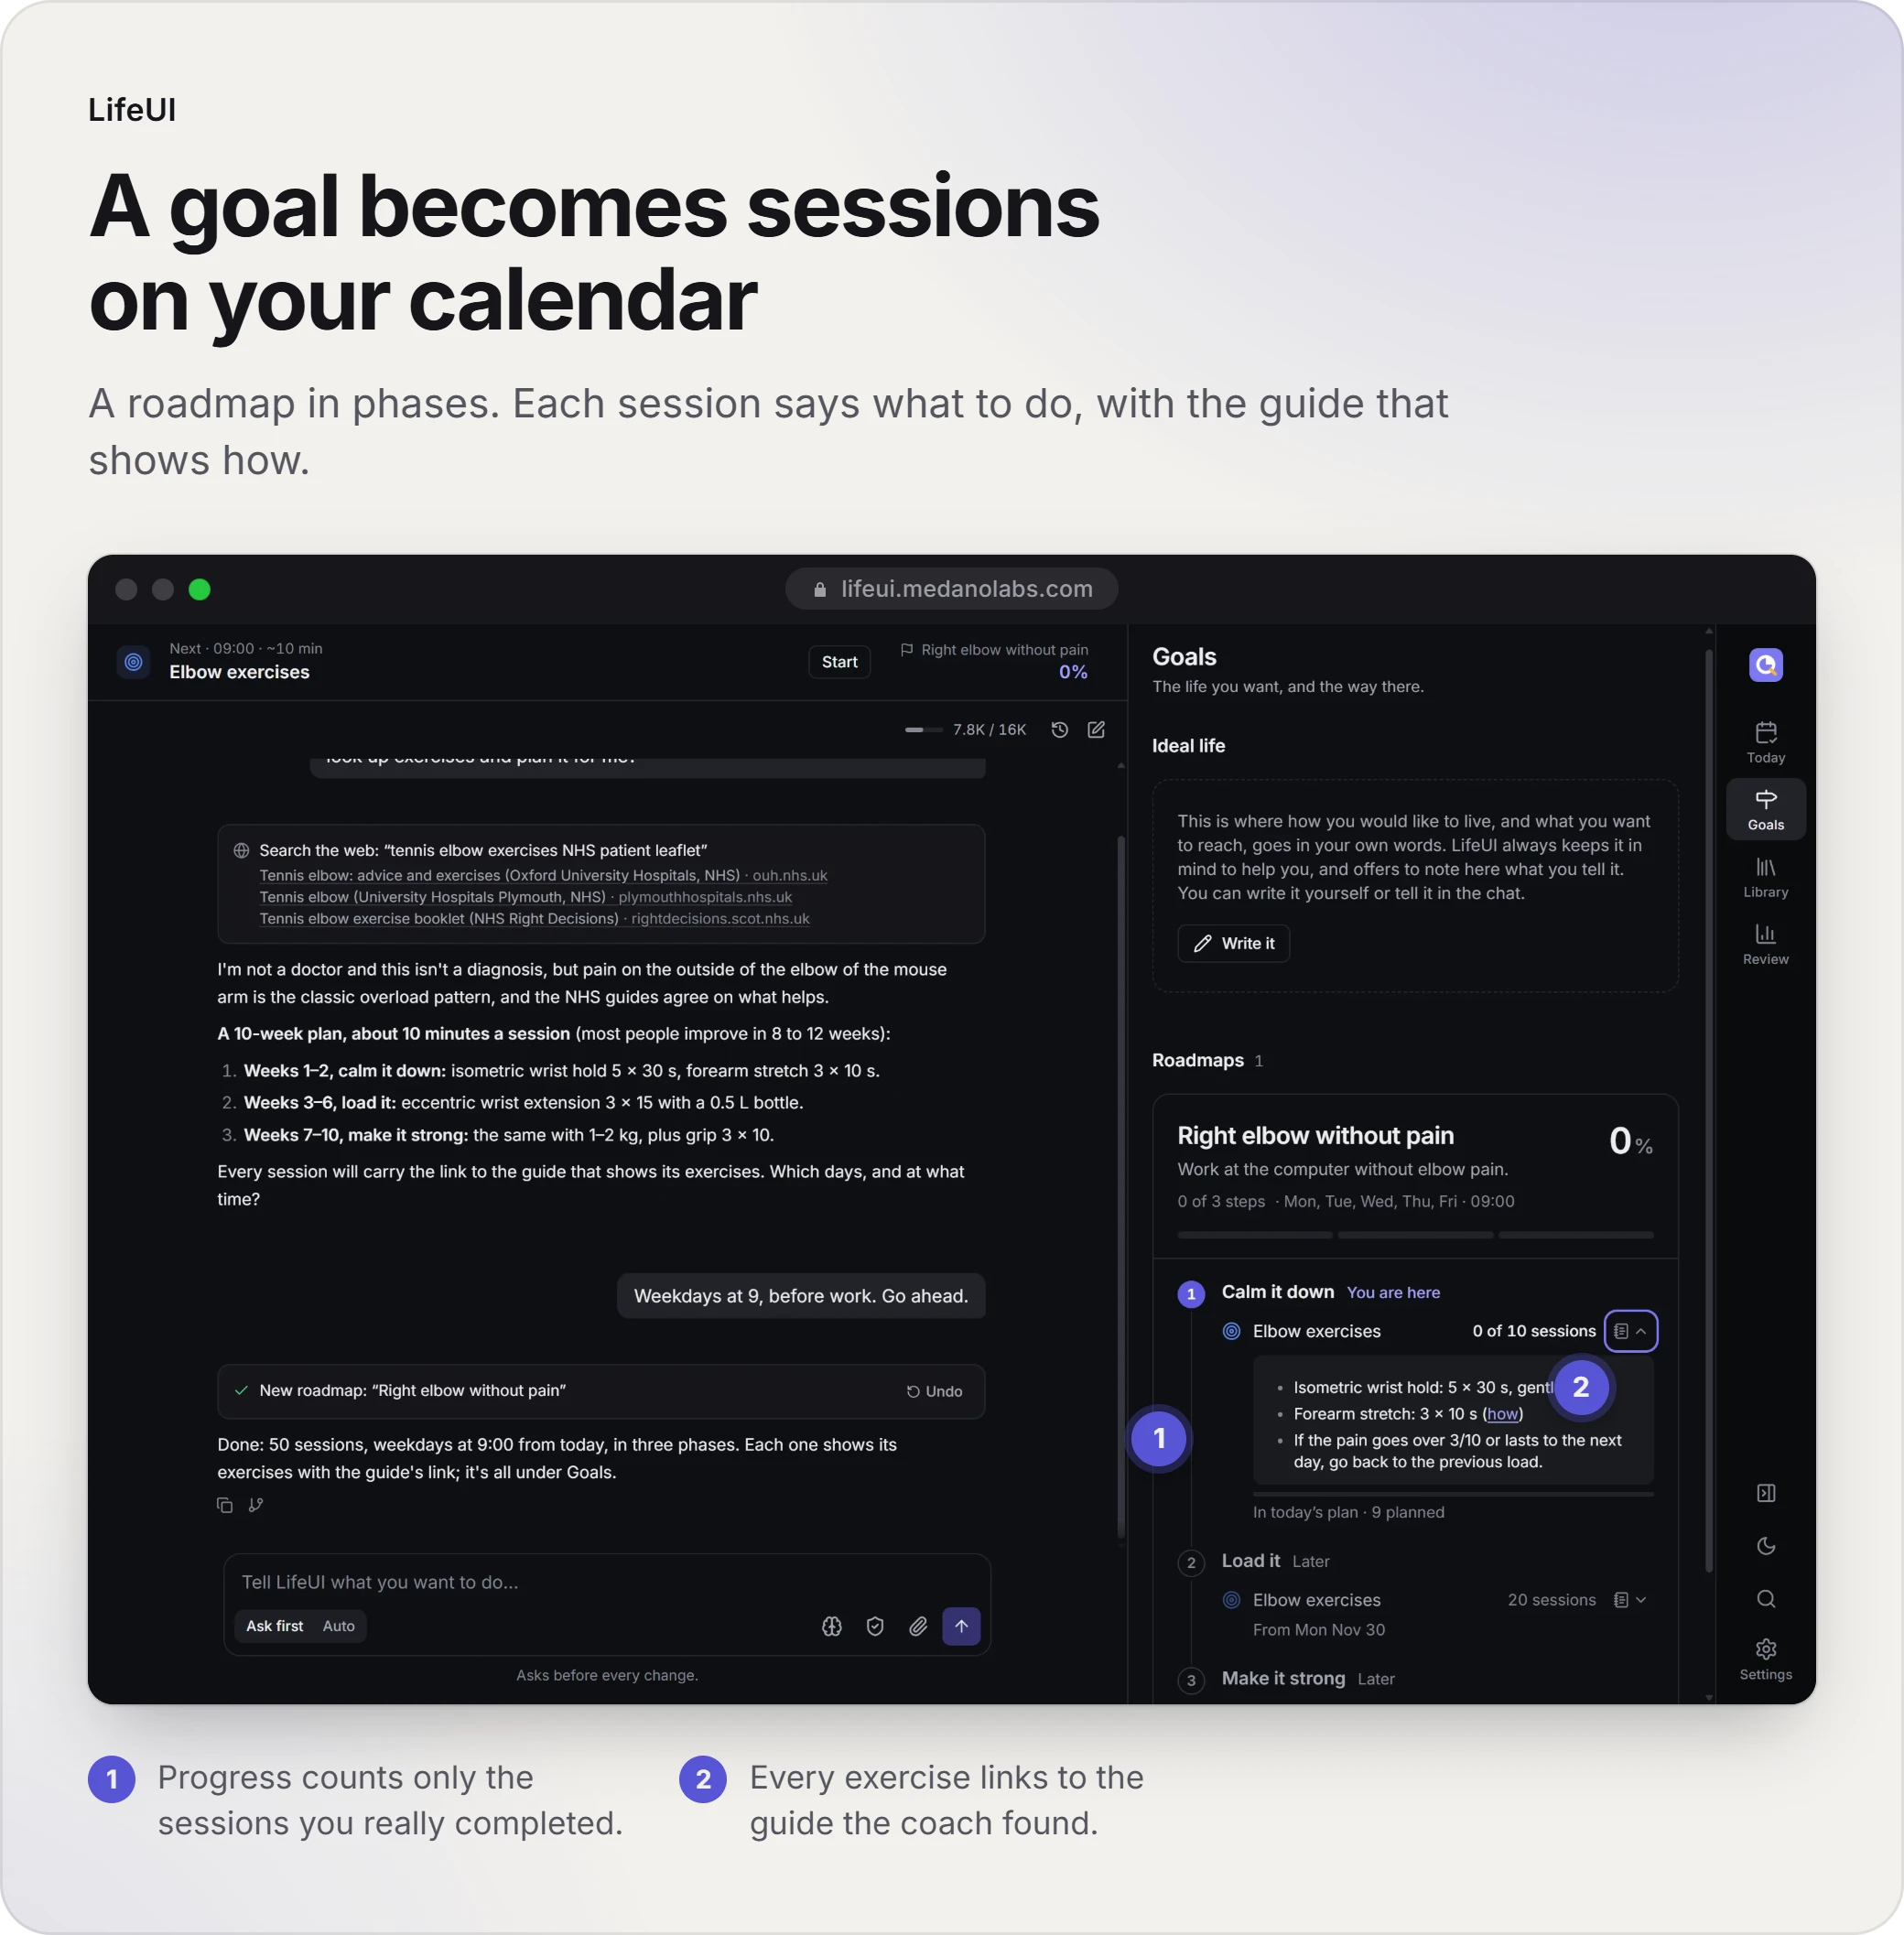 LifeUI
A goal becomes sessions
on your calendar
A roadmap in phases. Each session says what to do, with the guide that
shows how.
lifeui.medanolabs.com
Next · 09:00 · ~10 min
Elbow exercises
Start
Right elbow without pain
0%
7.8K / 16K
look up exercises and plan it for me?
Search the web: “tennis elbow exercises NHS patient leaflet”
Tennis elbow: advice and exercises (Oxford University Hospitals, NHS) · ouh.nhs.uk
Tennis elbow (University Hospitals Plymouth, NHS) · plymouthhospitals.nhs.uk
Tennis elbow exercise booklet (NHS Right Decisions) · rightdecisions.scot.nhs.uk
I'm not a doctor and this isn't a diagnosis, but pain on the outside of the elbow of the mouse
arm is the classic overload pattern, and the NHS guides agree on what helps.
A 10-week plan, about 10 minutes a session (most people improve in 8 to 12 weeks):
1. Weeks 1–2, calm it down: isometric wrist hold 5 × 30 s, forearm stretch 3 × 10 s.
2. Weeks 3–6, load it: eccentric wrist extension 3 × 15 with a 0.5 L bottle.
3. Weeks 7–10, make it strong: the same with 1–2 kg, plus grip 3 × 10.
Every session will carry the link to the guide that shows its exercises. Which days, and at what
time?
Weekdays at 9, before work. Go ahead.
New roadmap: “Right elbow without pain”
Undo
Done: 50 sessions, weekdays at 9:00 from today, in three phases. Each one shows its
exercises with the guide's link; it's all under Goals.
Tell LifeUI what you want to do...
Ask first
Auto
Asks before every change.
Goals
The life you want, and the way there.
Ideal life
This is where how you would like to live, and what you want
to reach, goes in your own words. LifeUI always keeps it in
mind to help you, and offers to note here what you tell it.
You can write it yourself or tell it in the chat.
Write it
Roadmaps 1
Right elbow without pain
0 %
Work at the computer without elbow pain.
0 of 3 steps · Mon, Tue, Wed, Thu, Fri · 09:00
1 Calm it down You are here
Elbow exercises 0 of 10 sessions
• Isometric wrist hold: 5 × 30 s,
2
• Forearm stretch: 3 × 10 s (how)
1
• If the pain goes over 3/10 or lasts to the next
day, go back to the previous load.
In today’s plan · 9 planned
2 Load it Later
Elbow exercises 20 sessions
From Mon Nov 30
3 Make it strong Later
Today
Goals
Library
Review
Settings
1 Progress counts only the
sessions you really completed.
2 Every exercise links to the
guide the coach found.